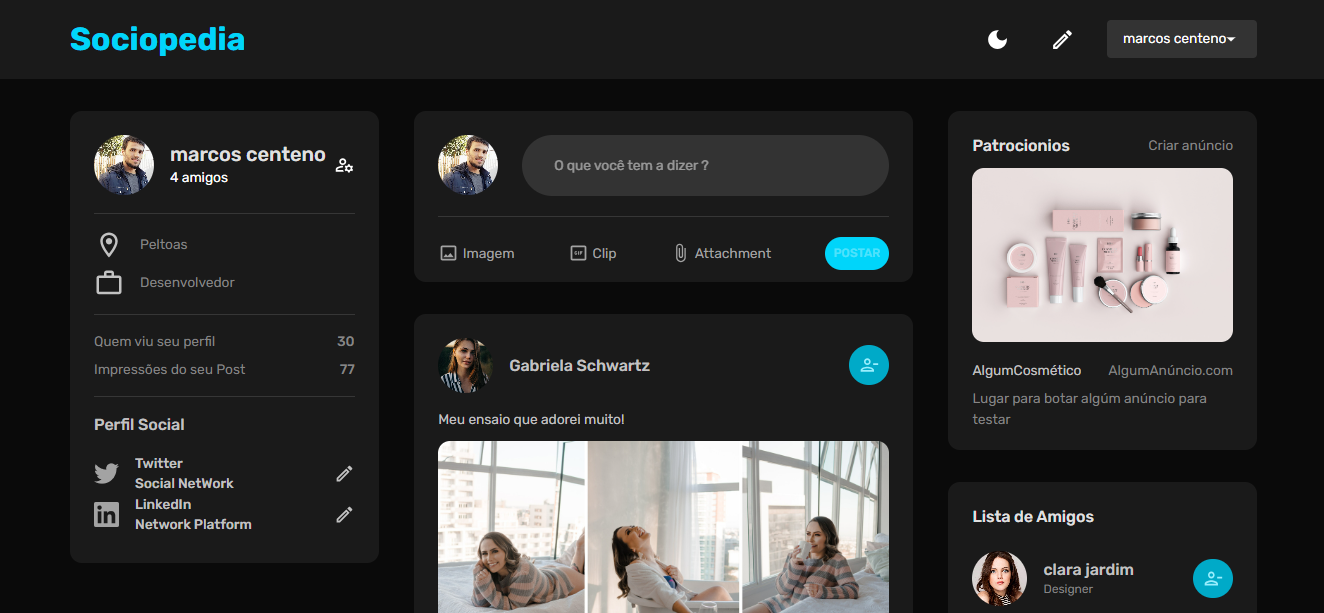 Sociopedia
marcos centeno
marcos centeno
4 amigos
Peltoas
Desenvolvedor
Quem viu seu perfil 30
Impressões do seu Post 77
Perfil Social
Twitter
Social NetWork
LinkedIn
Network Platform
O que você tem a dizer ?
Imagem GIF Clip Attachment POSTAR
Gabriela Schwartz
Meu ensaio que adorei muito!
Patrocionios Criar anúncio
AlgumCosmético AlgumAnúncio.com
Lugar para botar algúm anúncio para
testar
Lista de Amigos
clara jardim
Designer